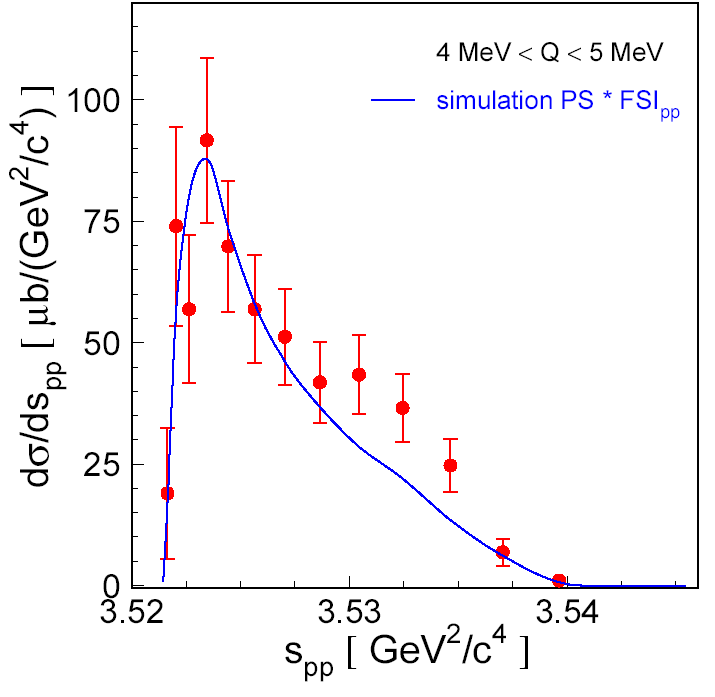 4 MeV < Q < 5 MeV
simulation PS * FSIpp
dσ/dspp [ μb/(GeV²/c⁴) ]
100
75
50
25
0
3.52
3.53
3.54
spp [ GeV²/c⁴ ]